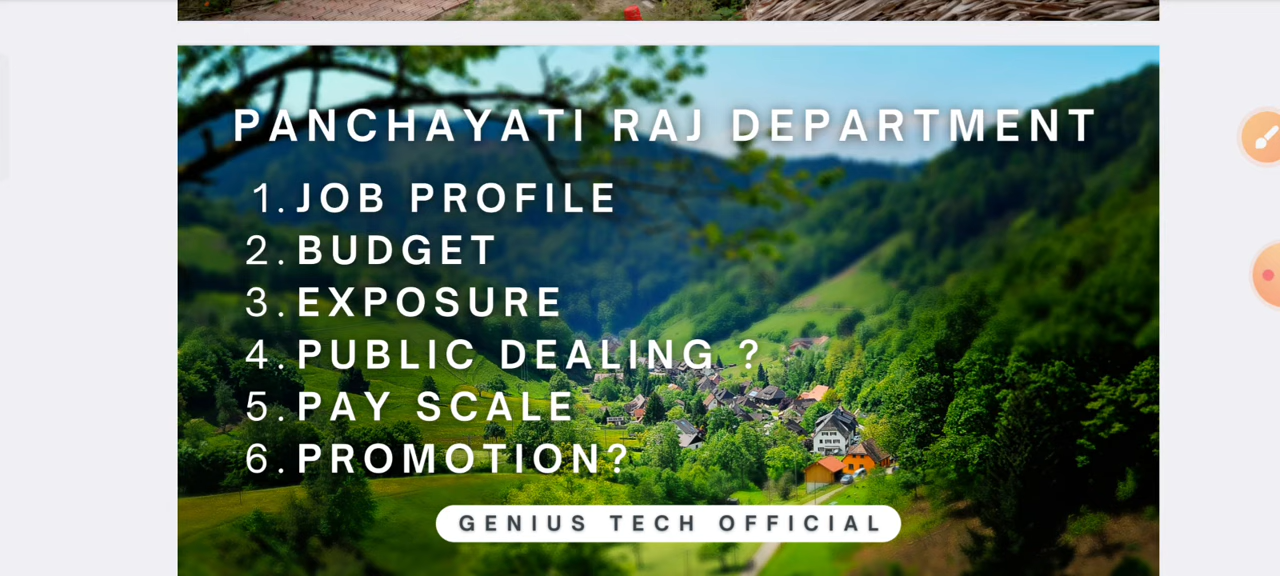 PANCHAYATI RAJ DEPARTMENT
1. JOB PROFILE
2. BUDGET
3. EXPOSURE
4. PUBLIC DEALING ?
5. PAY SCALE
6. PROMOTION?
GENIUS TECH OFFICIAL